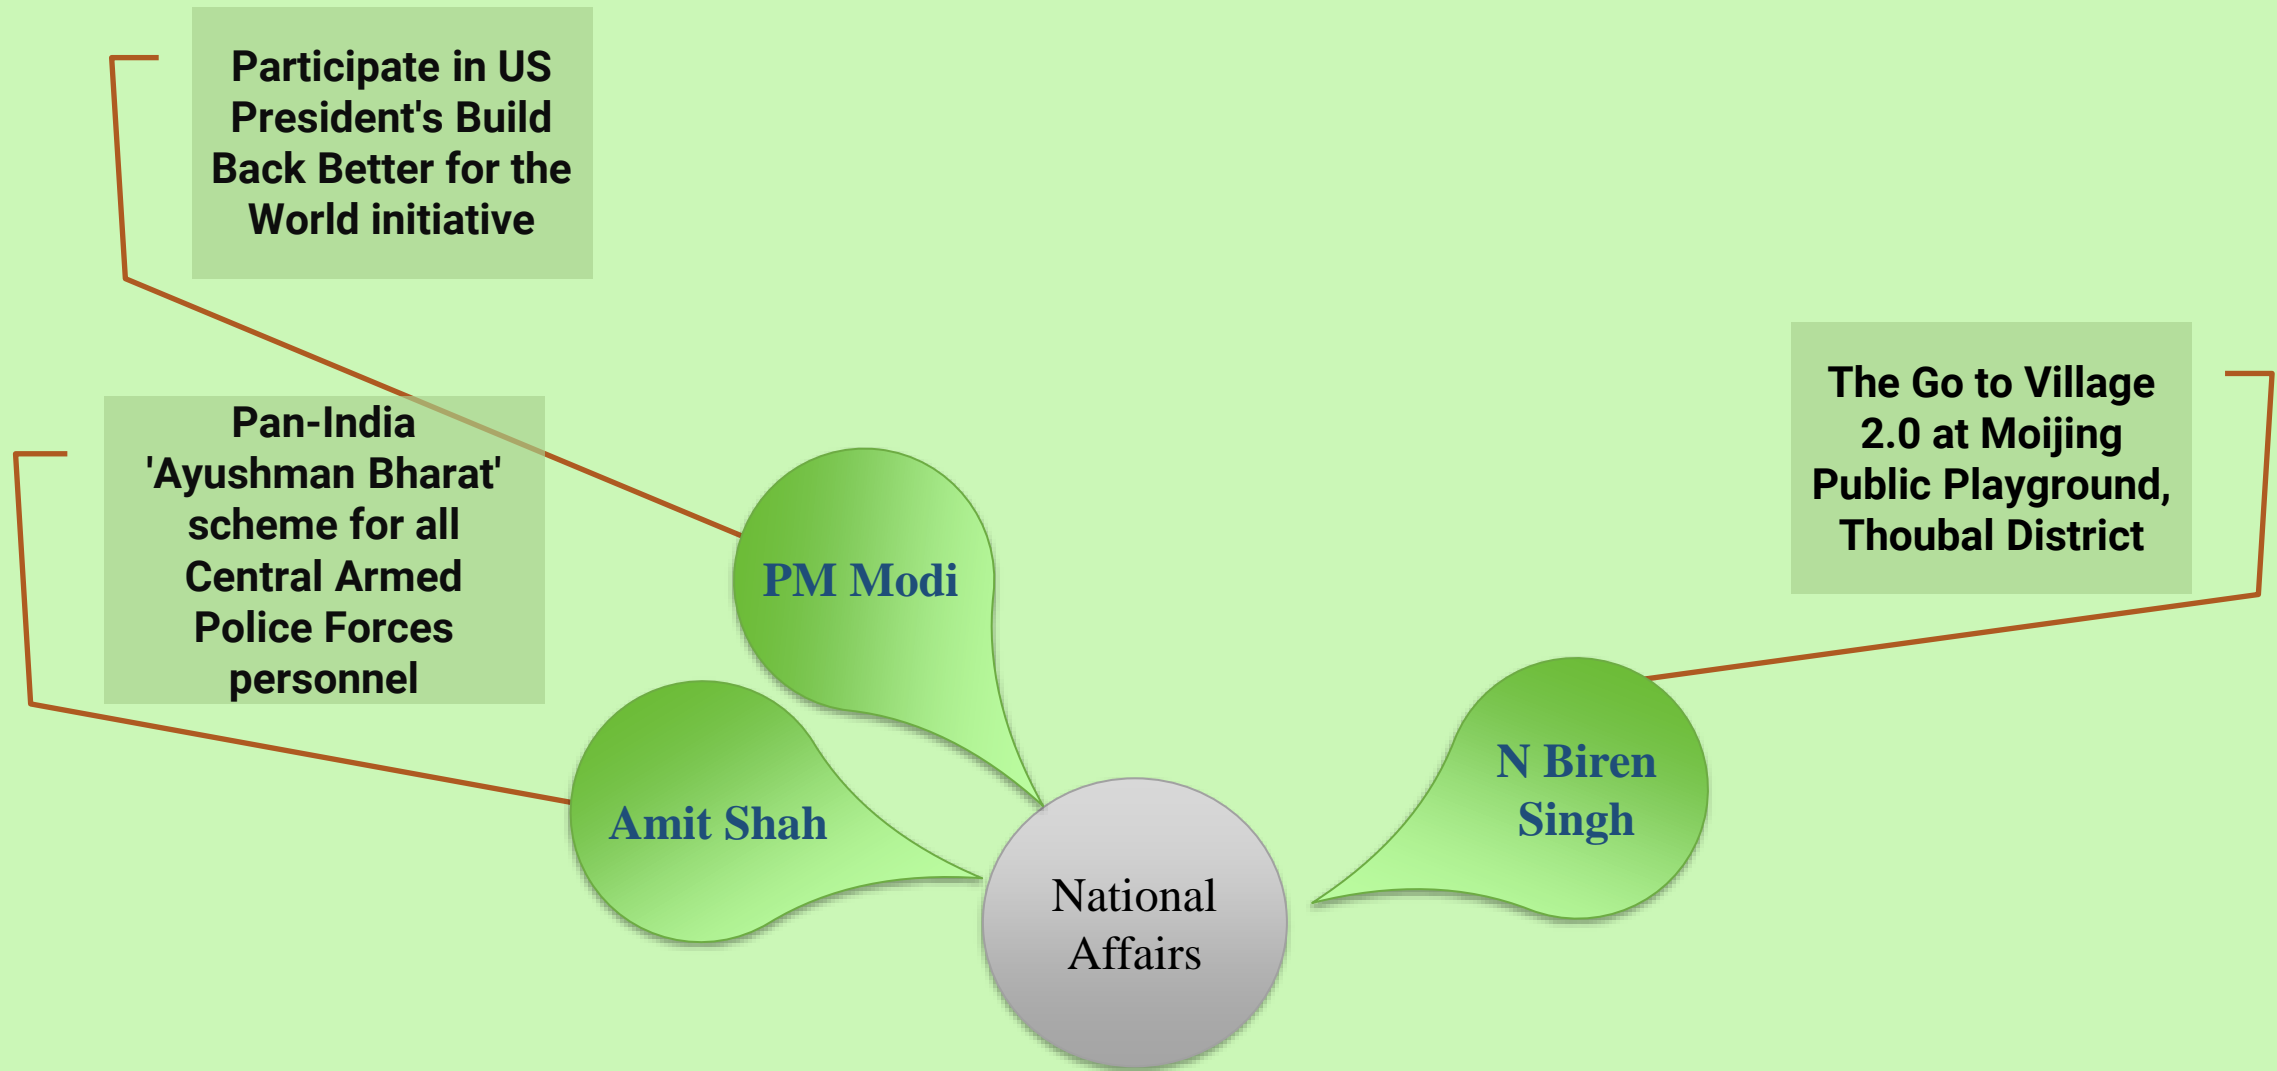 Participate in US
President's Build
Back Better for the
World initiative
Pan-India
'Ayushman Bharat'
scheme for all
Central Armed
Police Forces
personnel
PM Modi
Amit Shah
National
Affairs
N Biren
Singh
The Go to Village
2.0 at Moijing
Public Playground,
Thoubal District